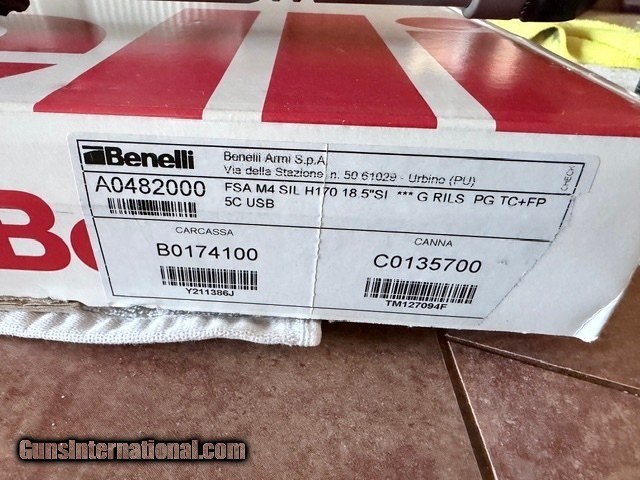 Benelli
Benelli Armi S.p.A
Via della Stazione, n. 50 61029 - Urbino (PU)
CHECK
A0482000
FSA M4 SIL H170 18.5"SI *** G RILS PG TC+FP
5C USB
CARCASSA
CANNA
B0174100
C0135700
Y211386J
TM127094F
Be
GunsInternational.com